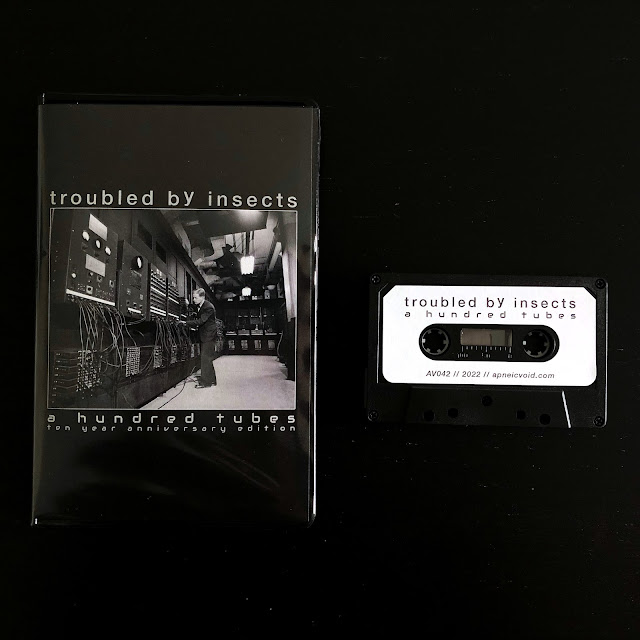 troubled by insects
a hundred tubes
ten year anniversary edition
troubled by insects
a hundred tubes
AV042 // 2022 // apneicvoid.com